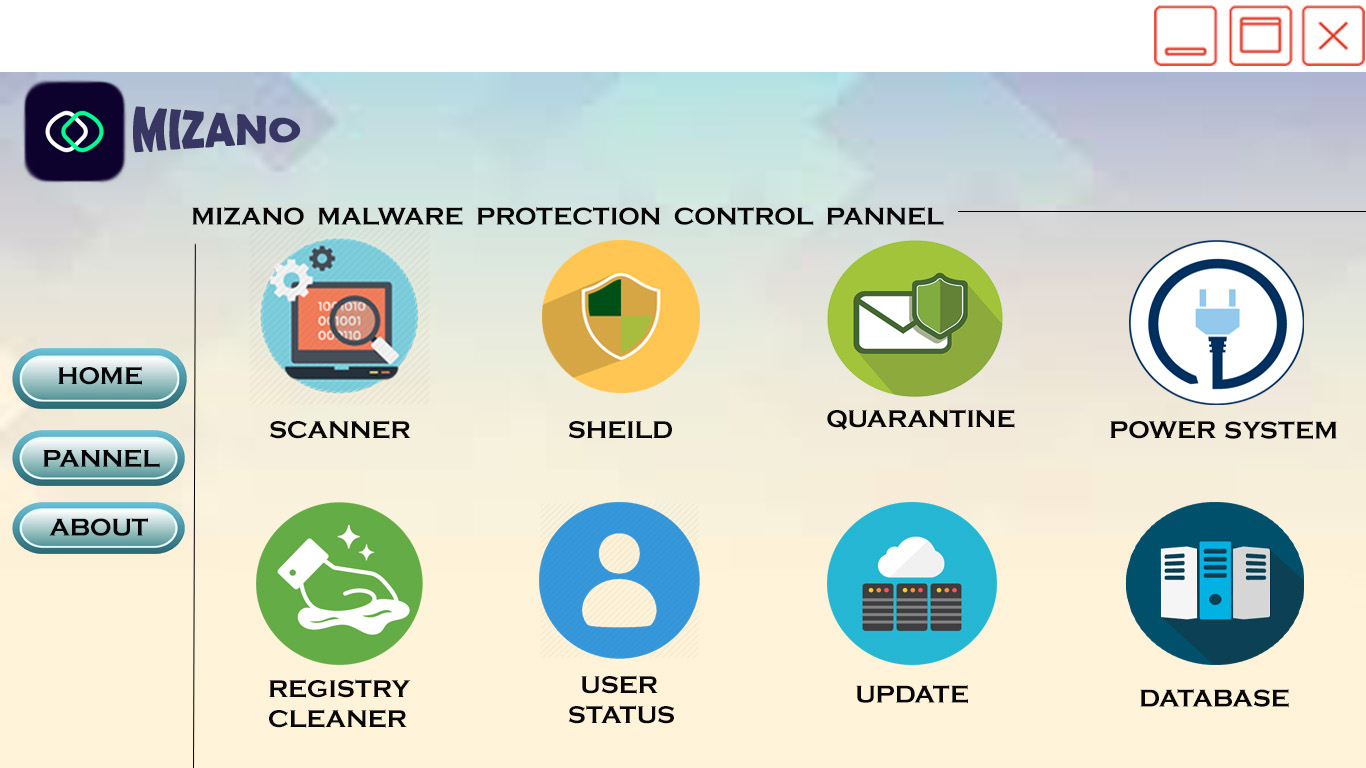 MIZANO
MIZANO MALWARE PROTECTION CONTROL PANNEL
HOME
PANNEL
ABOUT
1001010
001001
000110
SCANNER
SHEILD
QUARANTINE
POWER SYSTEM
REGISTRY
CLEANER
USER
STATUS
UPDATE
DATABASE